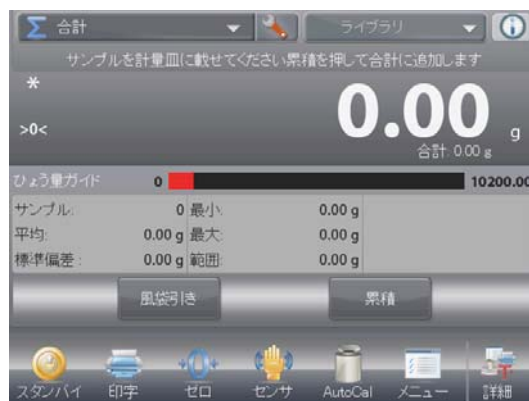 Σ 合計 ライブラリ i
サンプルを計量皿に載せてください累積を押して合計に追加します
*
>0< 0.00 g
合計: 0.00 g
ひょう量ガイド 0 10200.00
サンプル: 0 最小: 0.00 g
平均: 0.00 g 最大: 0.00 g
標準偏差: 0.00 g 範囲: 0.00 g
風袋引き 累積
スタンバイ 印字 ゼロ センサ AutoCal メニュー 詳細